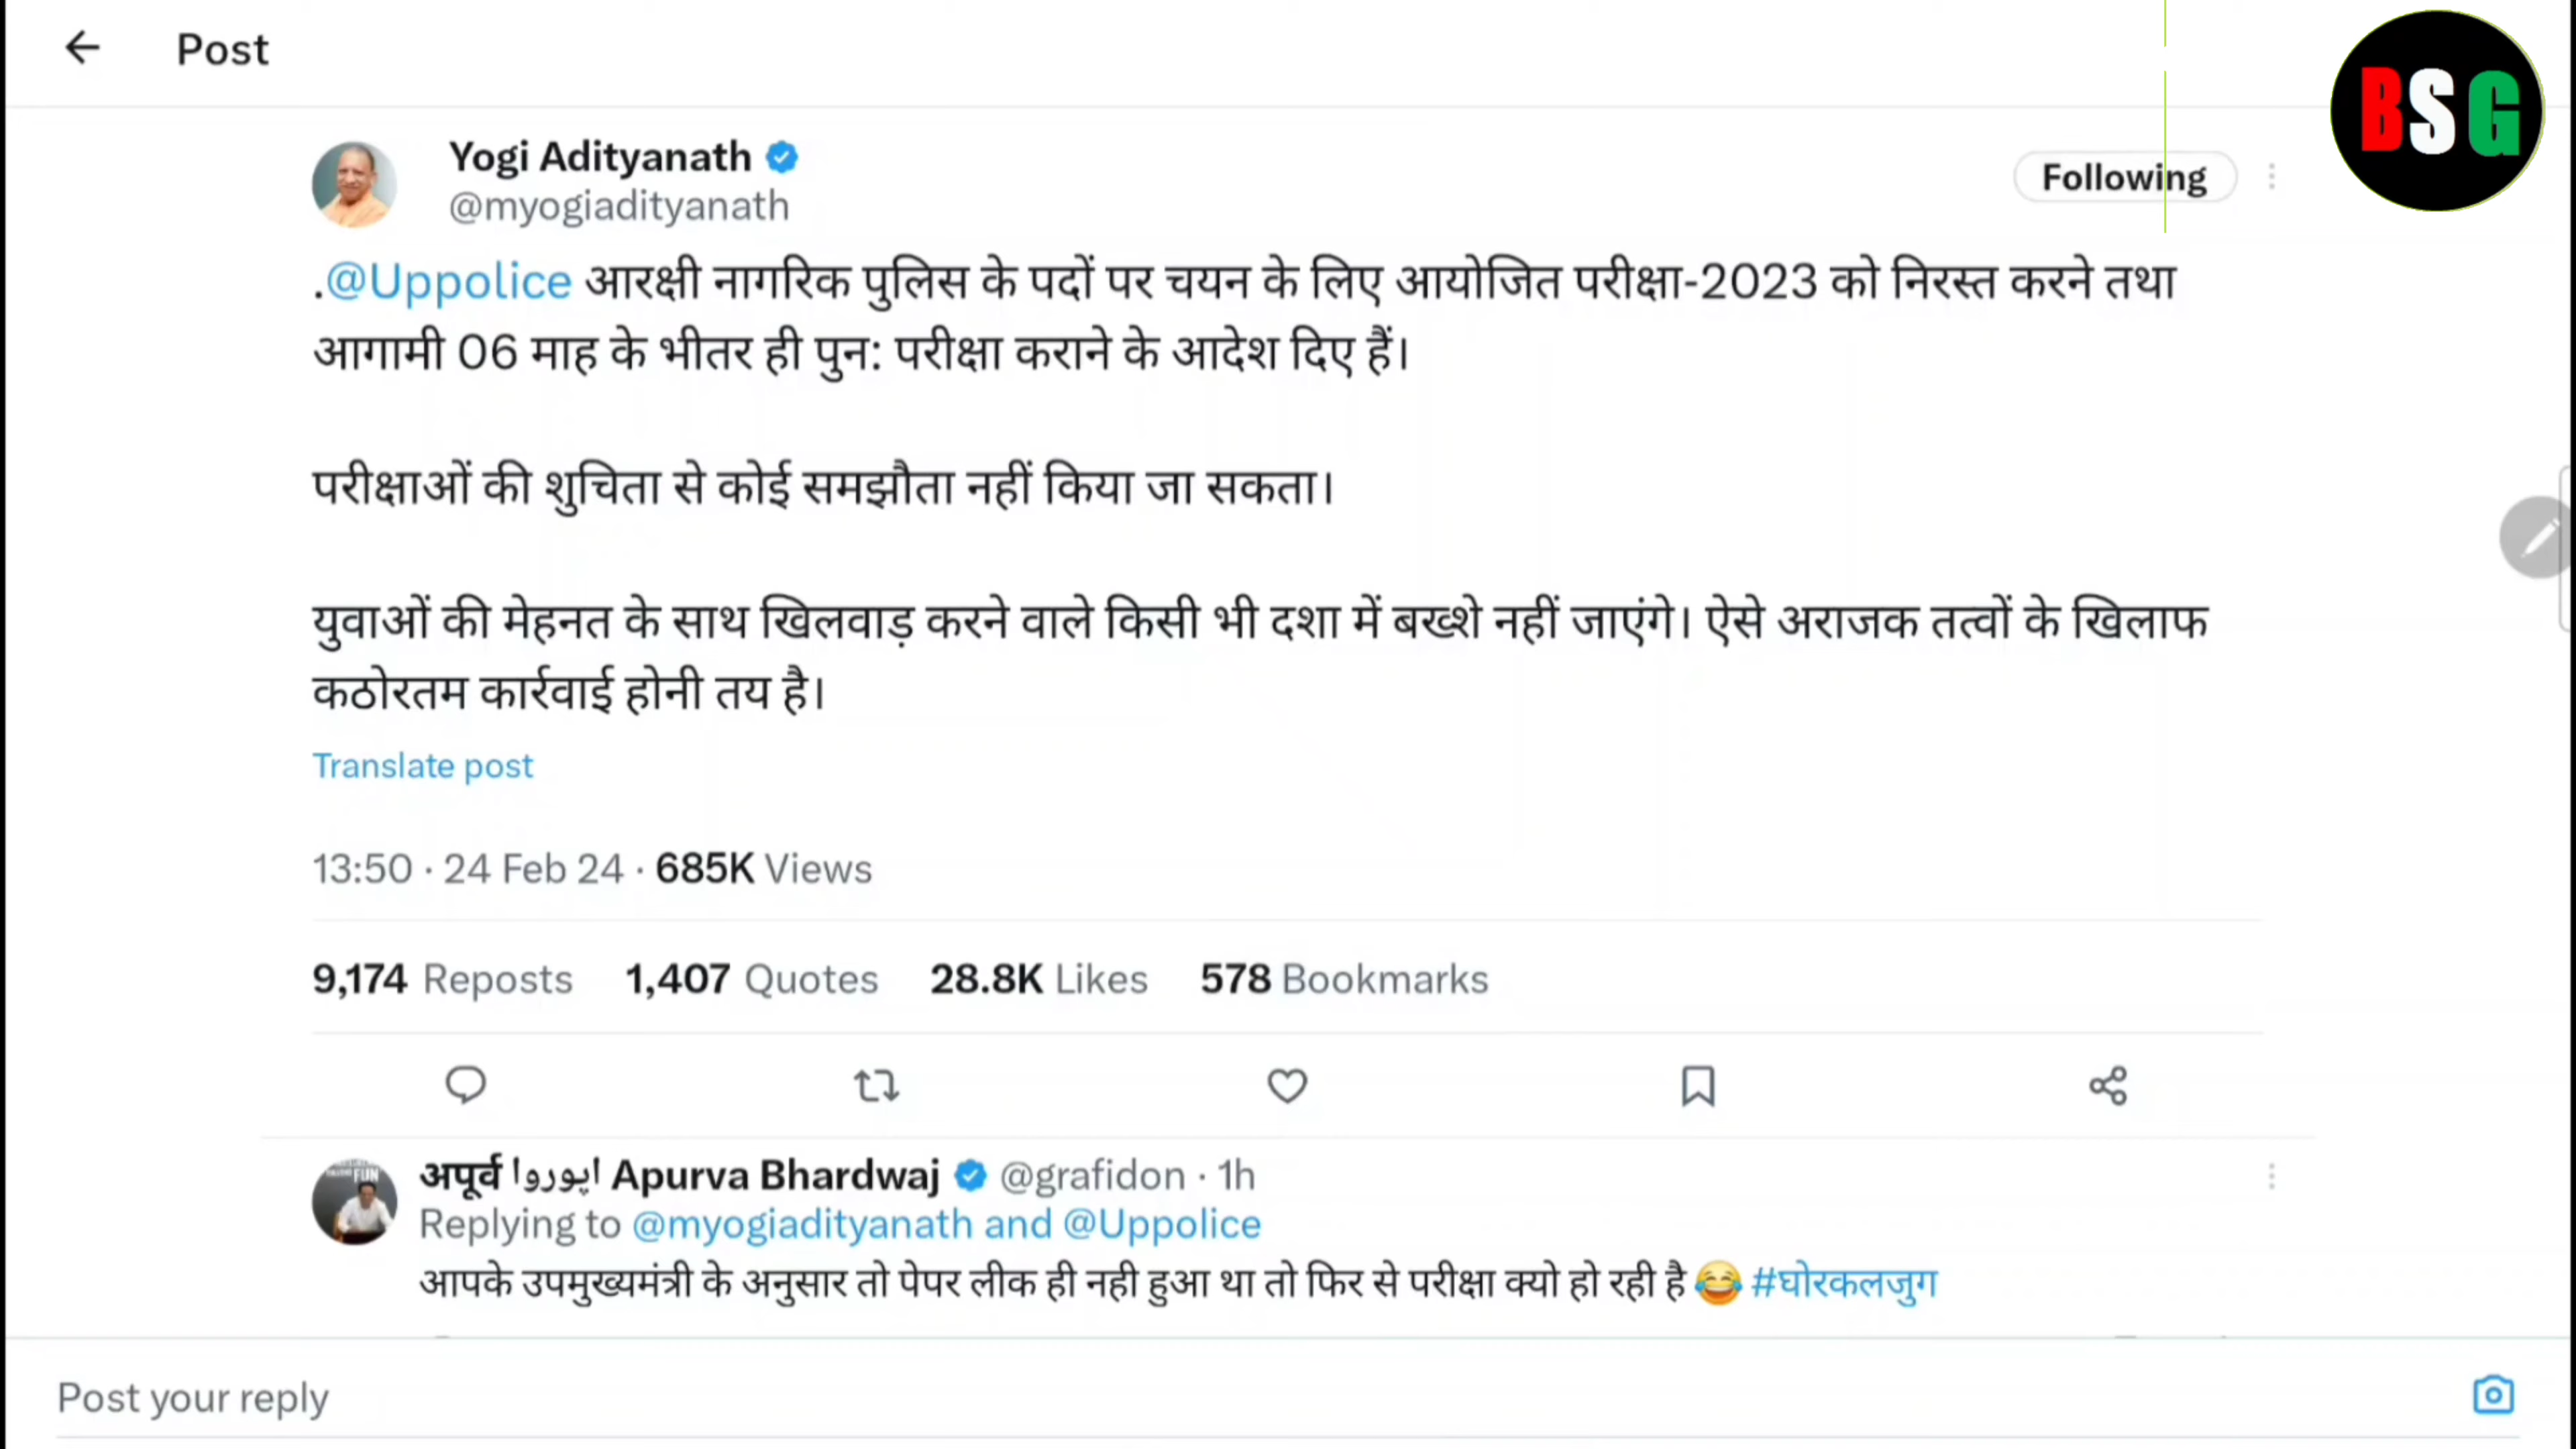 Post
BSG
Yogi Adityanath
@myogiadityanath
Following
.@Uppolice आरक्षी नागरिक पुलिस के पदों पर चयन के लिए आयोजित परीक्षा-2023 को निरस्त करने तथा
आगामी 06 माह के भीतर ही पुन: परीक्षा कराने के आदेश दिए हैं।
परीक्षाओं की शुचिता से कोई समझौता नहीं किया जा सकता।
युवाओं की मेहनत के साथ खिलवाड़ करने वाले किसी भी दशा में बख्शे नहीं जाएंगे। ऐसे अराजक तत्वों के खिलाफ
कठोरतम कार्रवाई होनी तय है।
Translate post
13:50 · 24 Feb 24 · 685K Views
9,174 Reposts 1,407 Quotes 28.8K Likes 578 Bookmarks
FUN
अपूर्व اپوروا Apurva Bhardwaj @grafidon · 1h
Replying to @myogiadityanath and @Uppolice
आपके उपमुख्यमंत्री के अनुसार तो पेपर लीक ही नही हुआ था तो फिर से परीक्षा क्यो हो रही है 😂 #घोरकलजुग
Post your reply